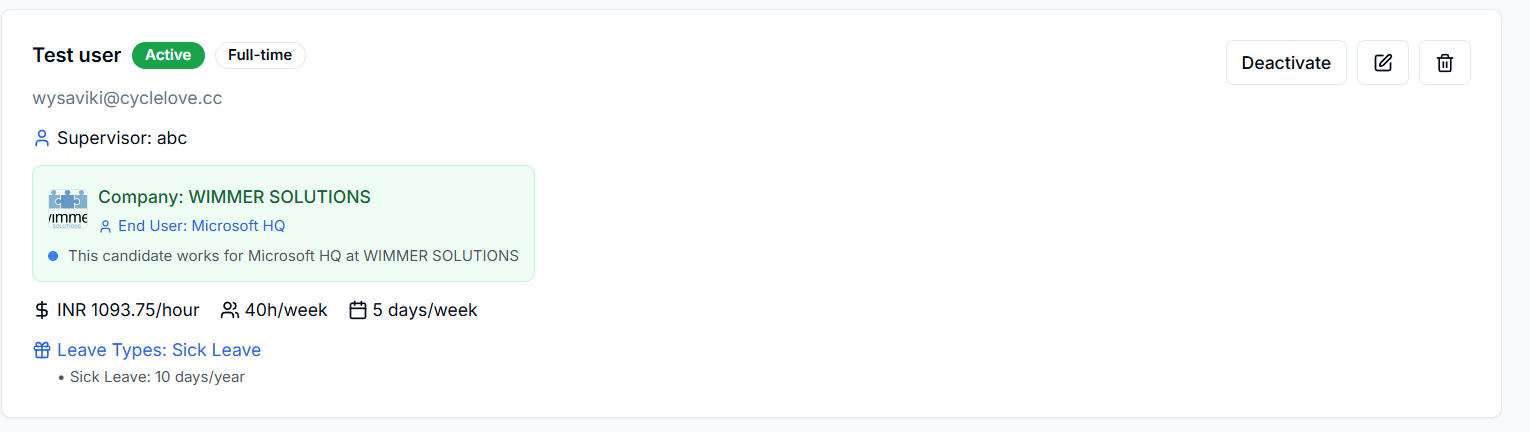 Test user Active Full-time Deactivate
wysaviki@cyclelove.cc
Supervisor: abc
Company: WIMMER SOLUTIONS
SOLUTIONS
End User: Microsoft HQ
This candidate works for Microsoft HQ at WIMMER SOLUTIONS
INR 1093.75/hour 40h/week 5 days/week
Leave Types: Sick Leave
• Sick Leave: 10 days/year